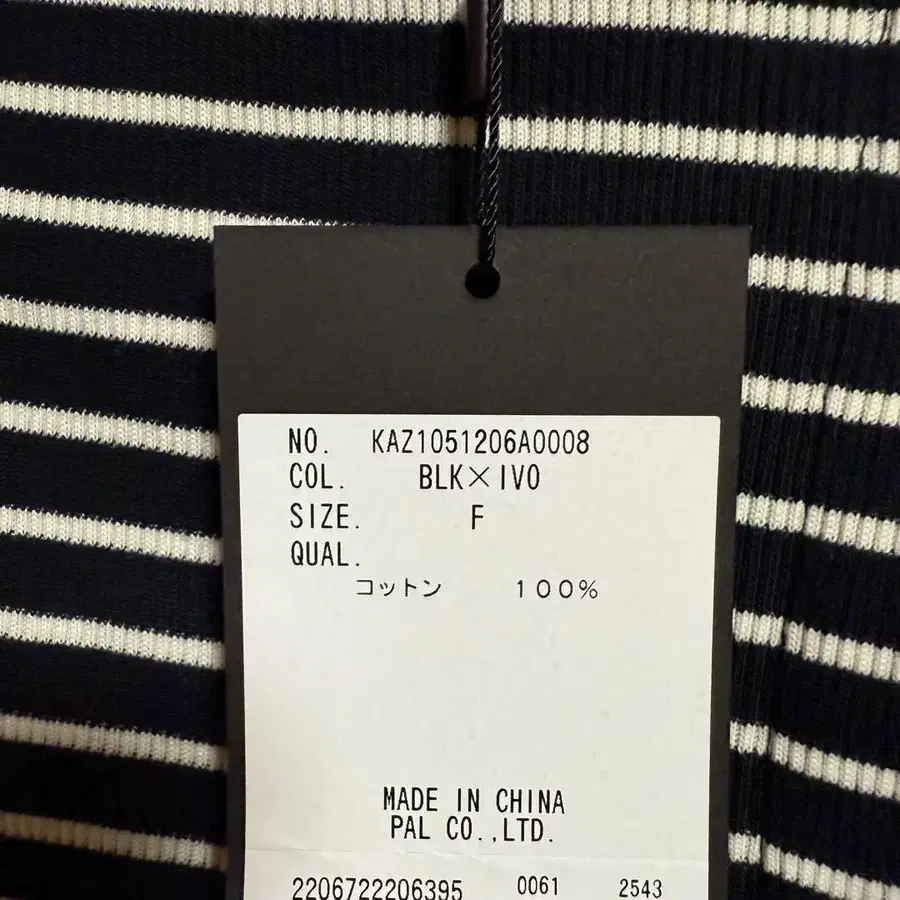 NO. KAZ1051206A0008
COL. BLK×IVO
SIZE. F
QUAL.
コットン 100%
MADE IN CHINA
PAL CO.,LTD.
2206722206395 0061 2543